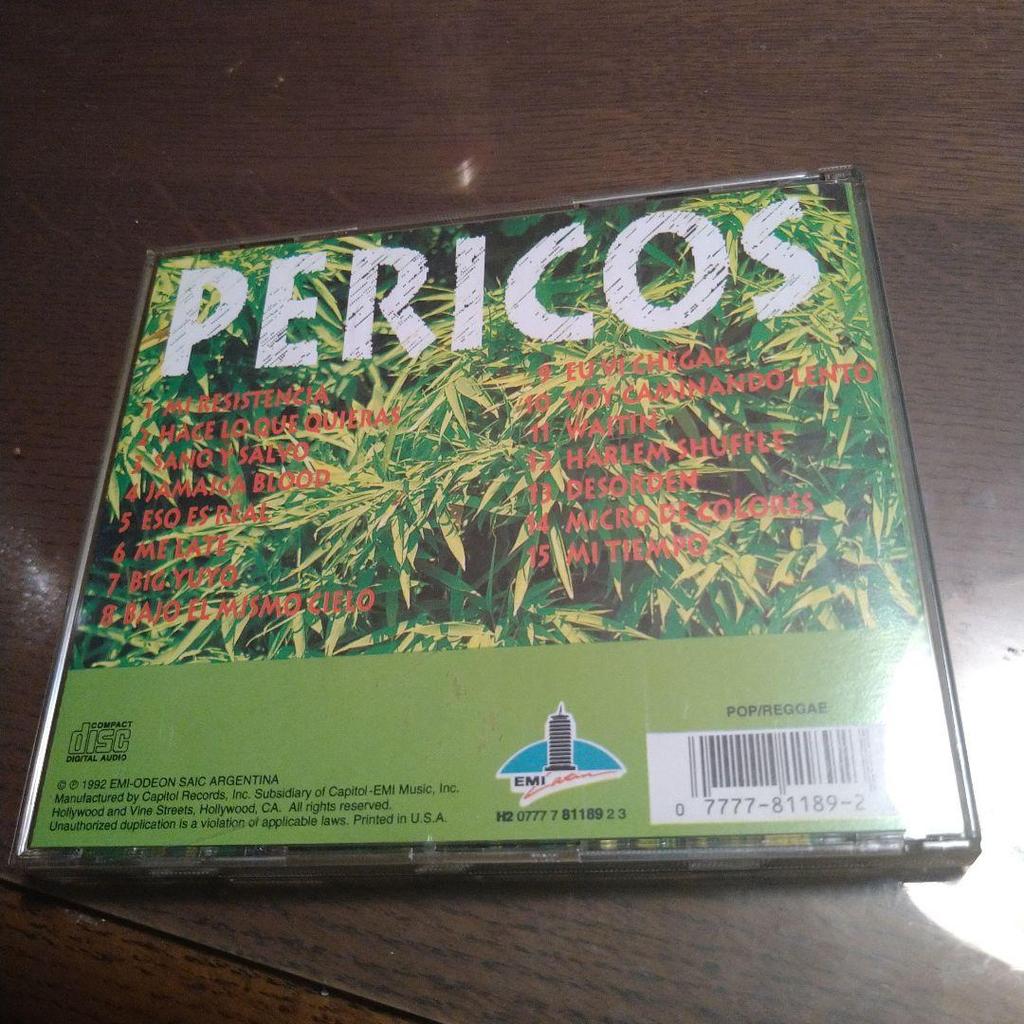 PERICOS
1 MI RESISTENCIA
2 HACE LO QUE QUIERAS
3 SANO Y SALVO
4 JAMAICA BLOOD
5 ESO ES REAL
6 ME LATE
7 BIG YUYO
8 BAJO EL MISMO CIELO
9 EU VI CHEGAR
10 VOY CAMINANDO LENTO
11 WAITIN
12 HARLEM SHUFFLE
13 DESORDEN
14 MICRO DE COLORES
15 MI TIEMPO
COMPACT
disc
DIGITAL AUDIO
© ℗ 1992 EMI-ODEON SAIC ARGENTINA
Manufactured by Capitol Records, Inc. Subsidiary of Capitol-EMI Music, Inc.
Hollywood and Vine Streets, Hollywood, CA. All rights reserved.
Unauthorized duplication is a violation of applicable laws. Printed in U.S.A.
EMI Latin
H2 0777 7 81189 2 3
POP/REGGAE
0 7777-81189-2